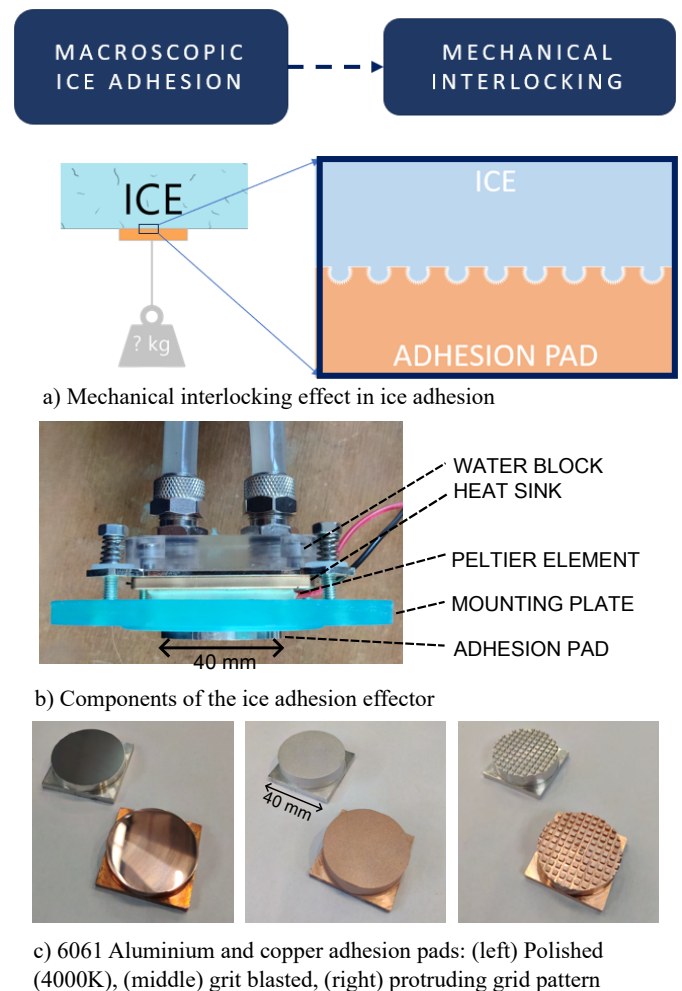 MACROSCOPIC
ICE ADHESION
MECHANICAL
INTERLOCKING
ICE
? kg
ICE
ADHESION PAD
a) Mechanical interlocking effect in ice adhesion
WATER BLOCK
HEAT SINK
PELTIER ELEMENT
MOUNTING PLATE
ADHESION PAD
40 mm
b) Components of the ice adhesion effector
40 mm
c) 6061 Aluminium and copper adhesion pads: (left) Polished
(4000K), (middle) grit blasted, (right) protruding grid pattern